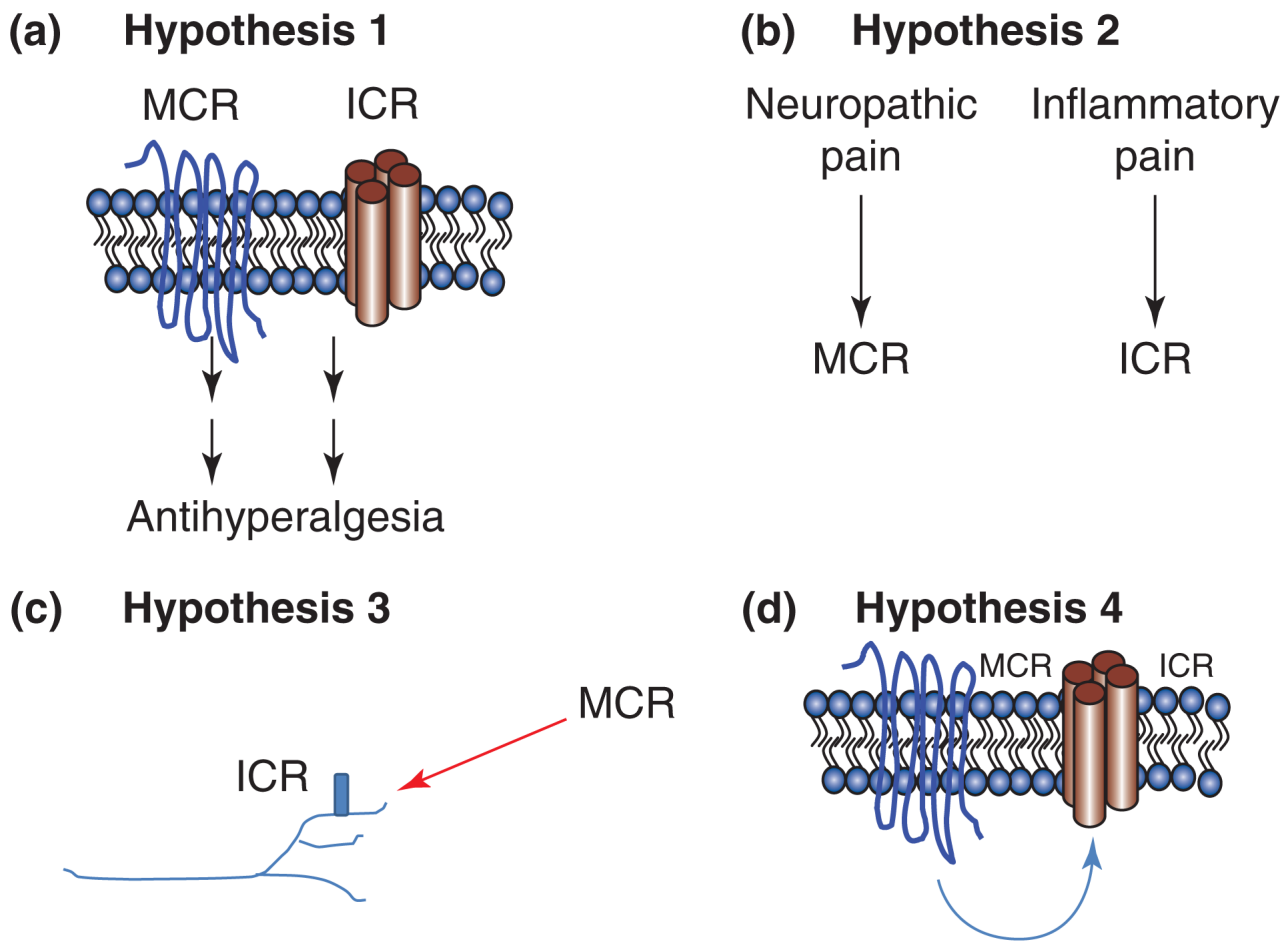 (a) Hypothesis 1
MCR ICR
Antihyperalgesia
(b) Hypothesis 2
Neuropathic
pain
Inflammatory
pain
MCR
ICR
(c) Hypothesis 3
MCR
ICR
(d) Hypothesis 4
MCR ICR